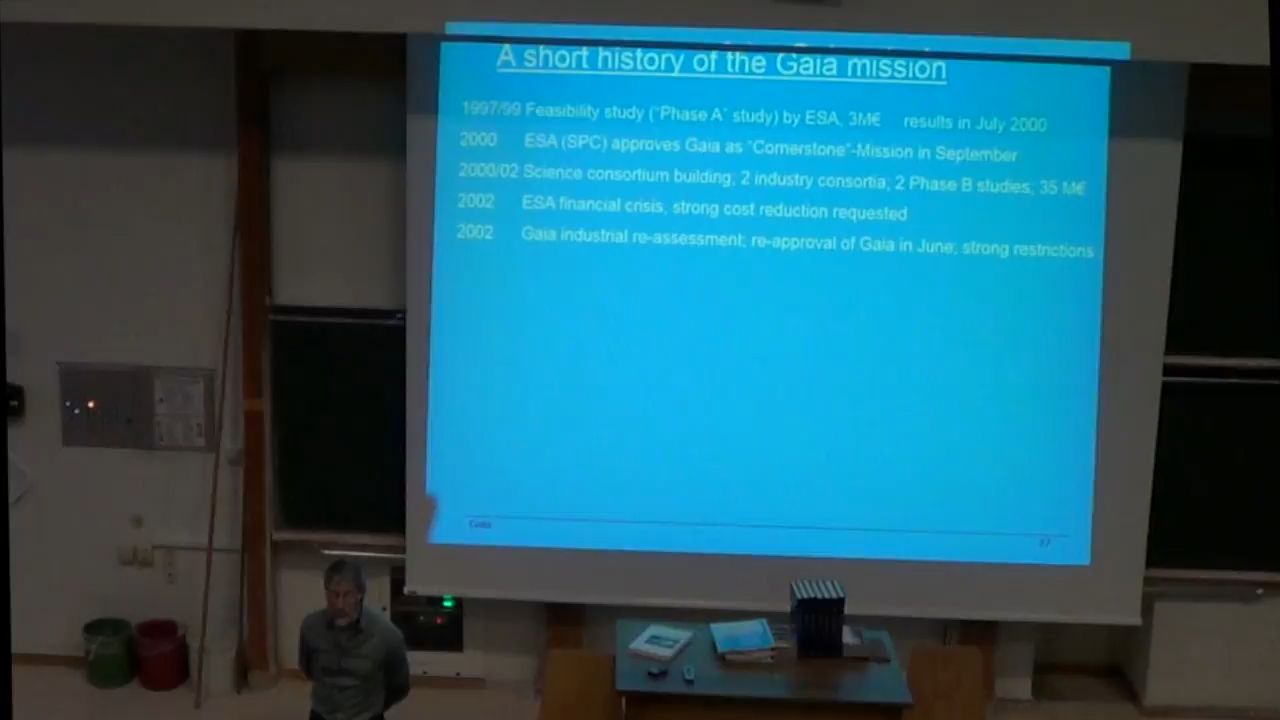 A short history of the Gaia mission
1997/99 Feasibility study ("Phase A" study) by ESA, 3M€ results in July 2000
2000 ESA (SPC) approves Gaia as "Cornerstone"-Mission in September
2000/02 Science consortium building; 2 industry consortia; 2 Phase B studies; 35 M€
2002 ESA financial crisis, strong cost reduction requested
2002 Gaia industrial re-assessment; re-approval of Gaia in June; strong restrictions
Gaia